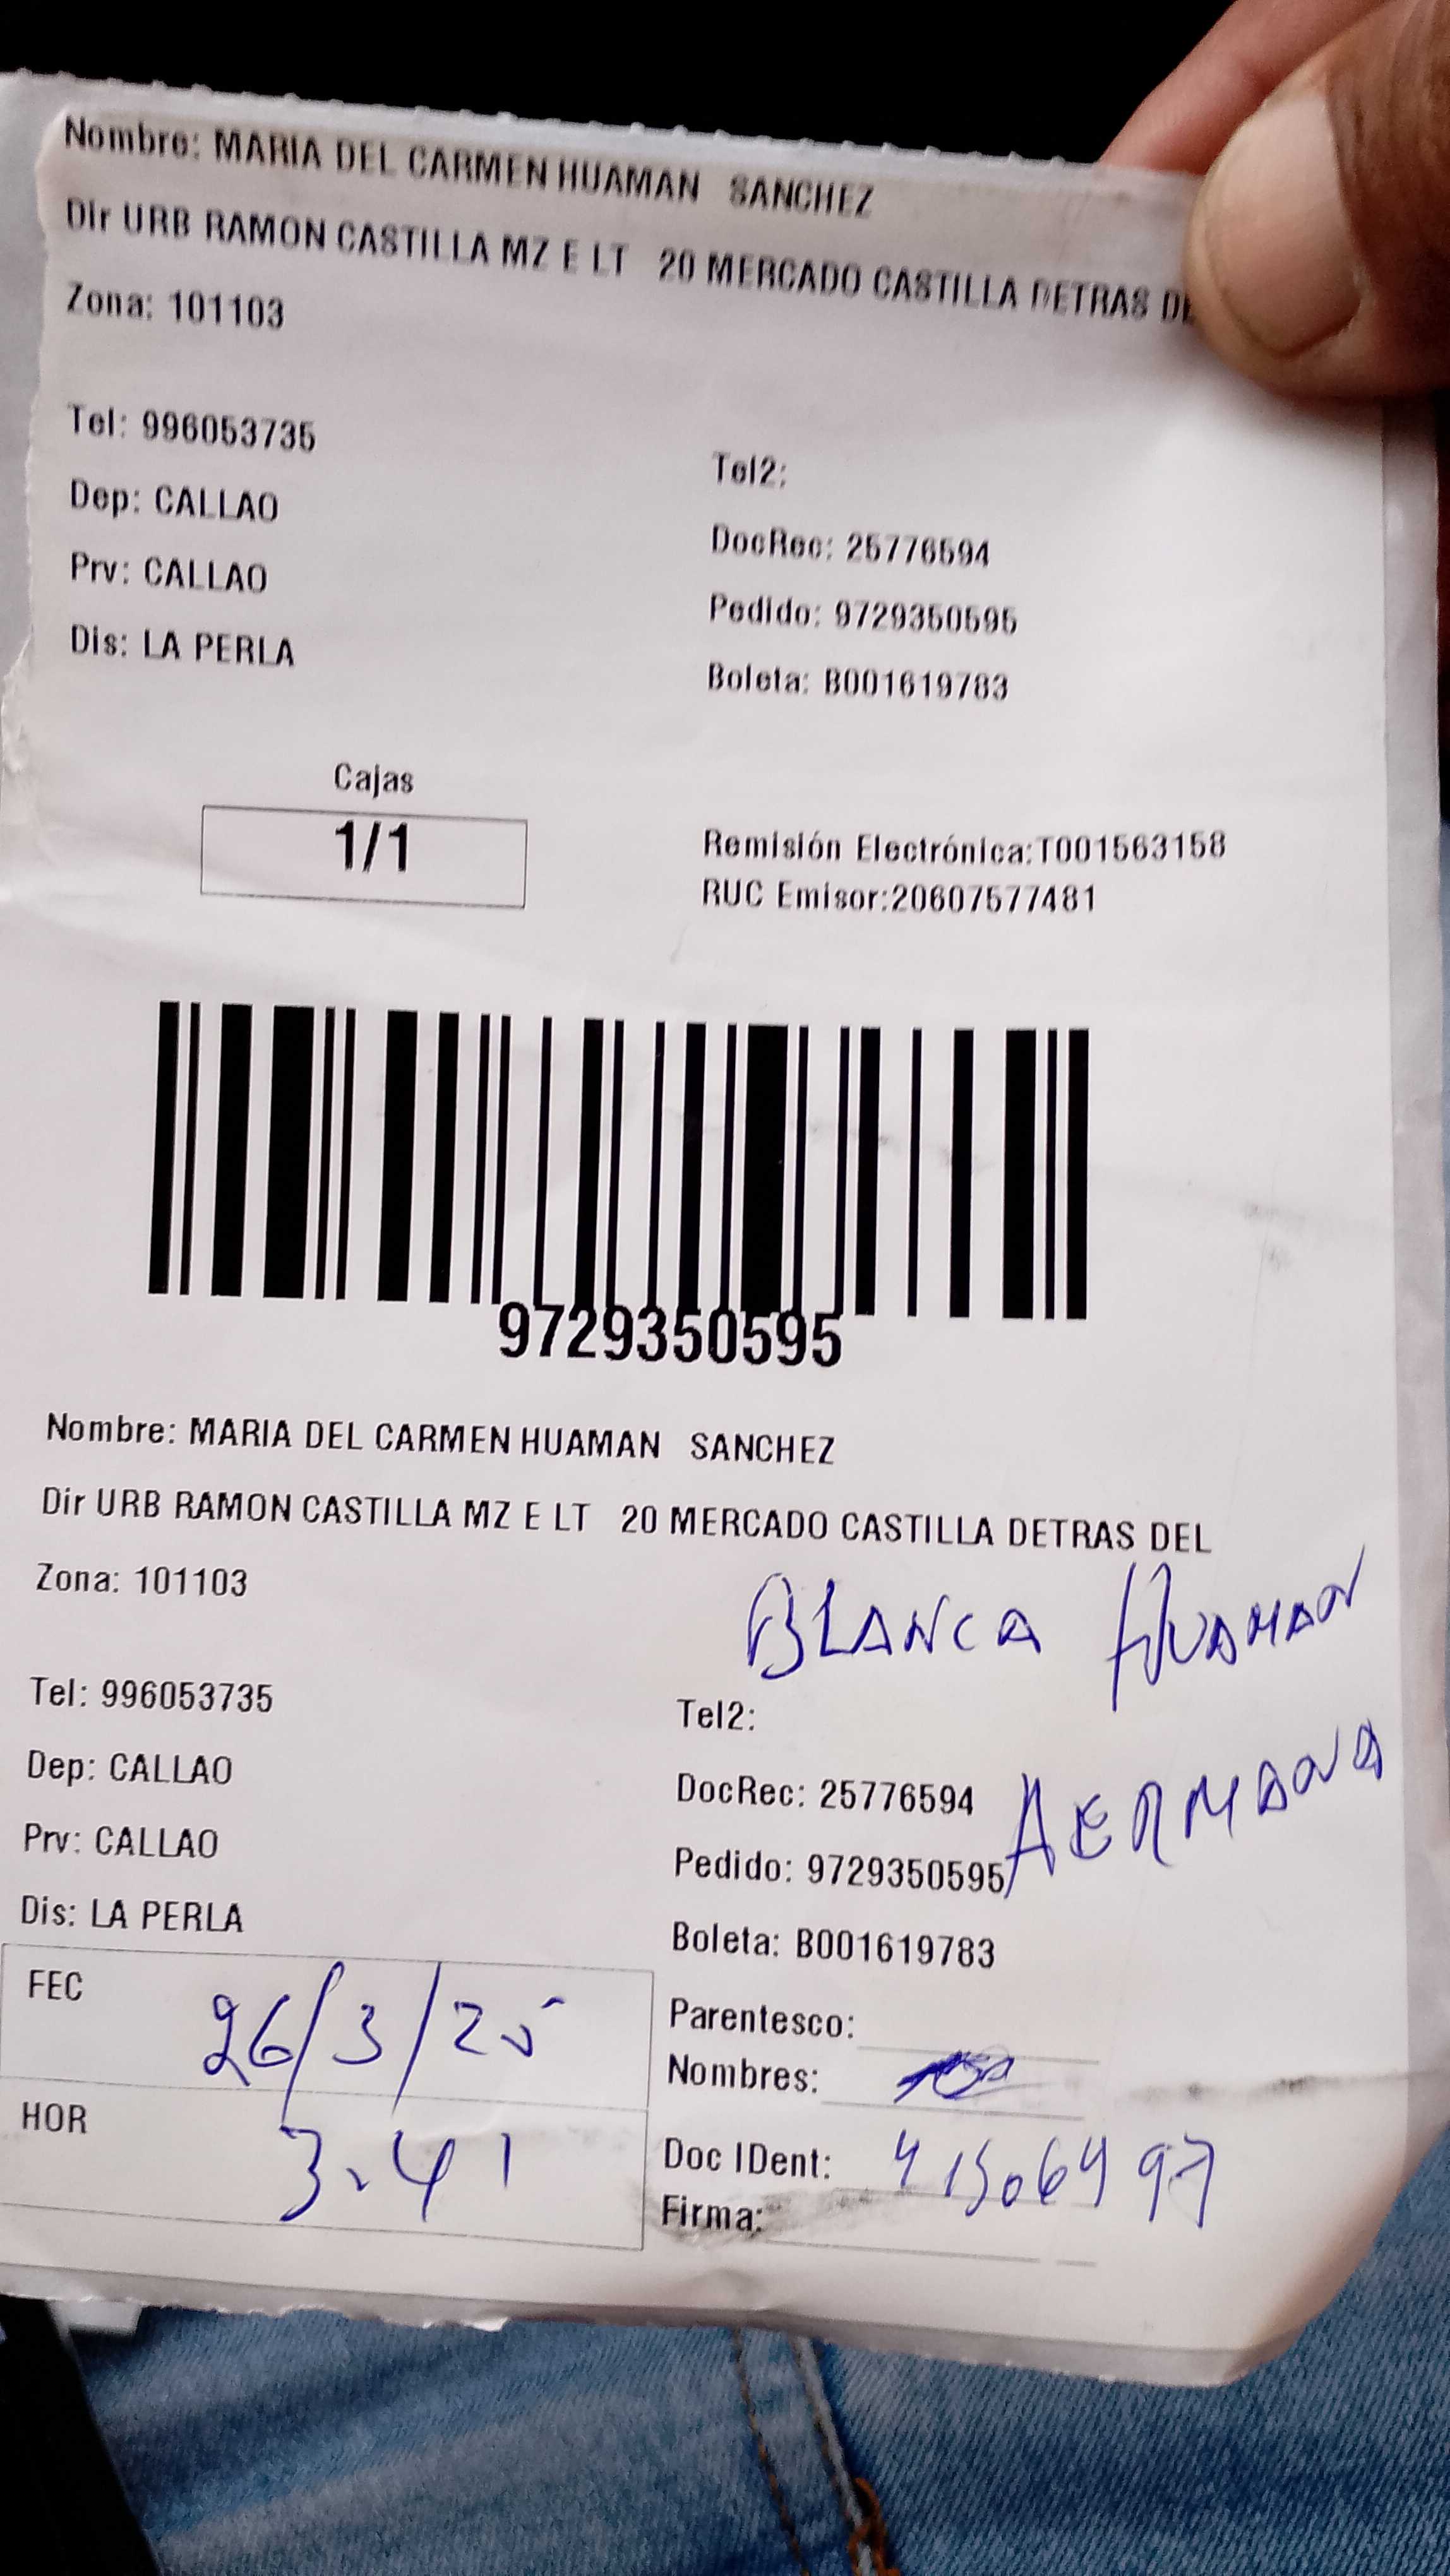 Nombre: MARIA DEL CARMEN HUAMAN SANCHEZ
Dir URB RAMON CASTILLA MZ E LT 20 MERCADO CASTILLA DETRAS DE
Zona: 101103
Tel: 996053735
Tel2:
Dep: CALLAO
DocRec: 25776594
Prv: CALLAO
Pedido: 9729350595
Dis: LA PERLA
Boleta: B001619783
Cajas
1/1
Remisión Electrónica:T001563158
RUC Emisor:20607577481
9729350595
Nombre: MARIA DEL CARMEN HUAMAN SANCHEZ
Dir URB RAMON CASTILLA MZ E LT 20 MERCADO CASTILLA DETRAS DEL
Zona: 101103
BLANCA HUAMAN
Tel: 996053735
Tel2:
Dep: CALLAO
DocRec: 25776594
HERMANA
Prv: CALLAO
Pedido: 9729350595
Dis: LA PERLA
Boleta: B001619783
FEC 26/3/25
Parentesco:
Nombres:
HOR 3.41
Doc IDent: 41506497
Firma: